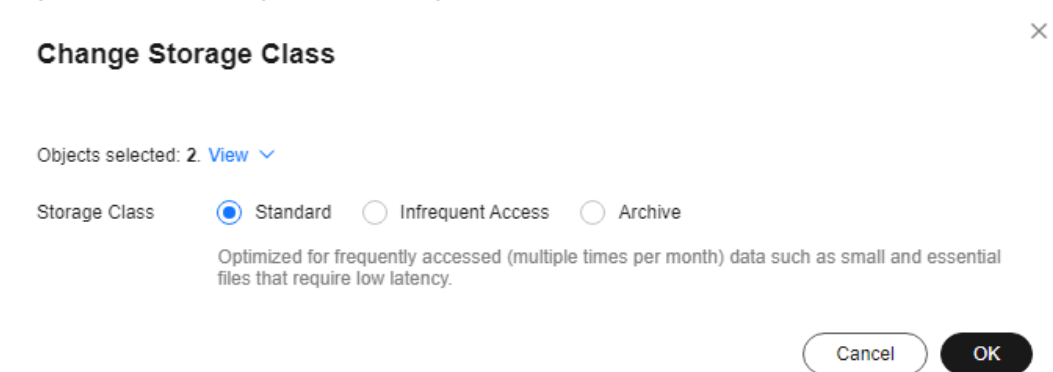 Change Storage Class
Objects selected: 2. View
Storage Class Standard Infrequent Access Archive
Optimized for frequently accessed (multiple times per month) data such as small and essential
files that require low latency.
Cancel OK